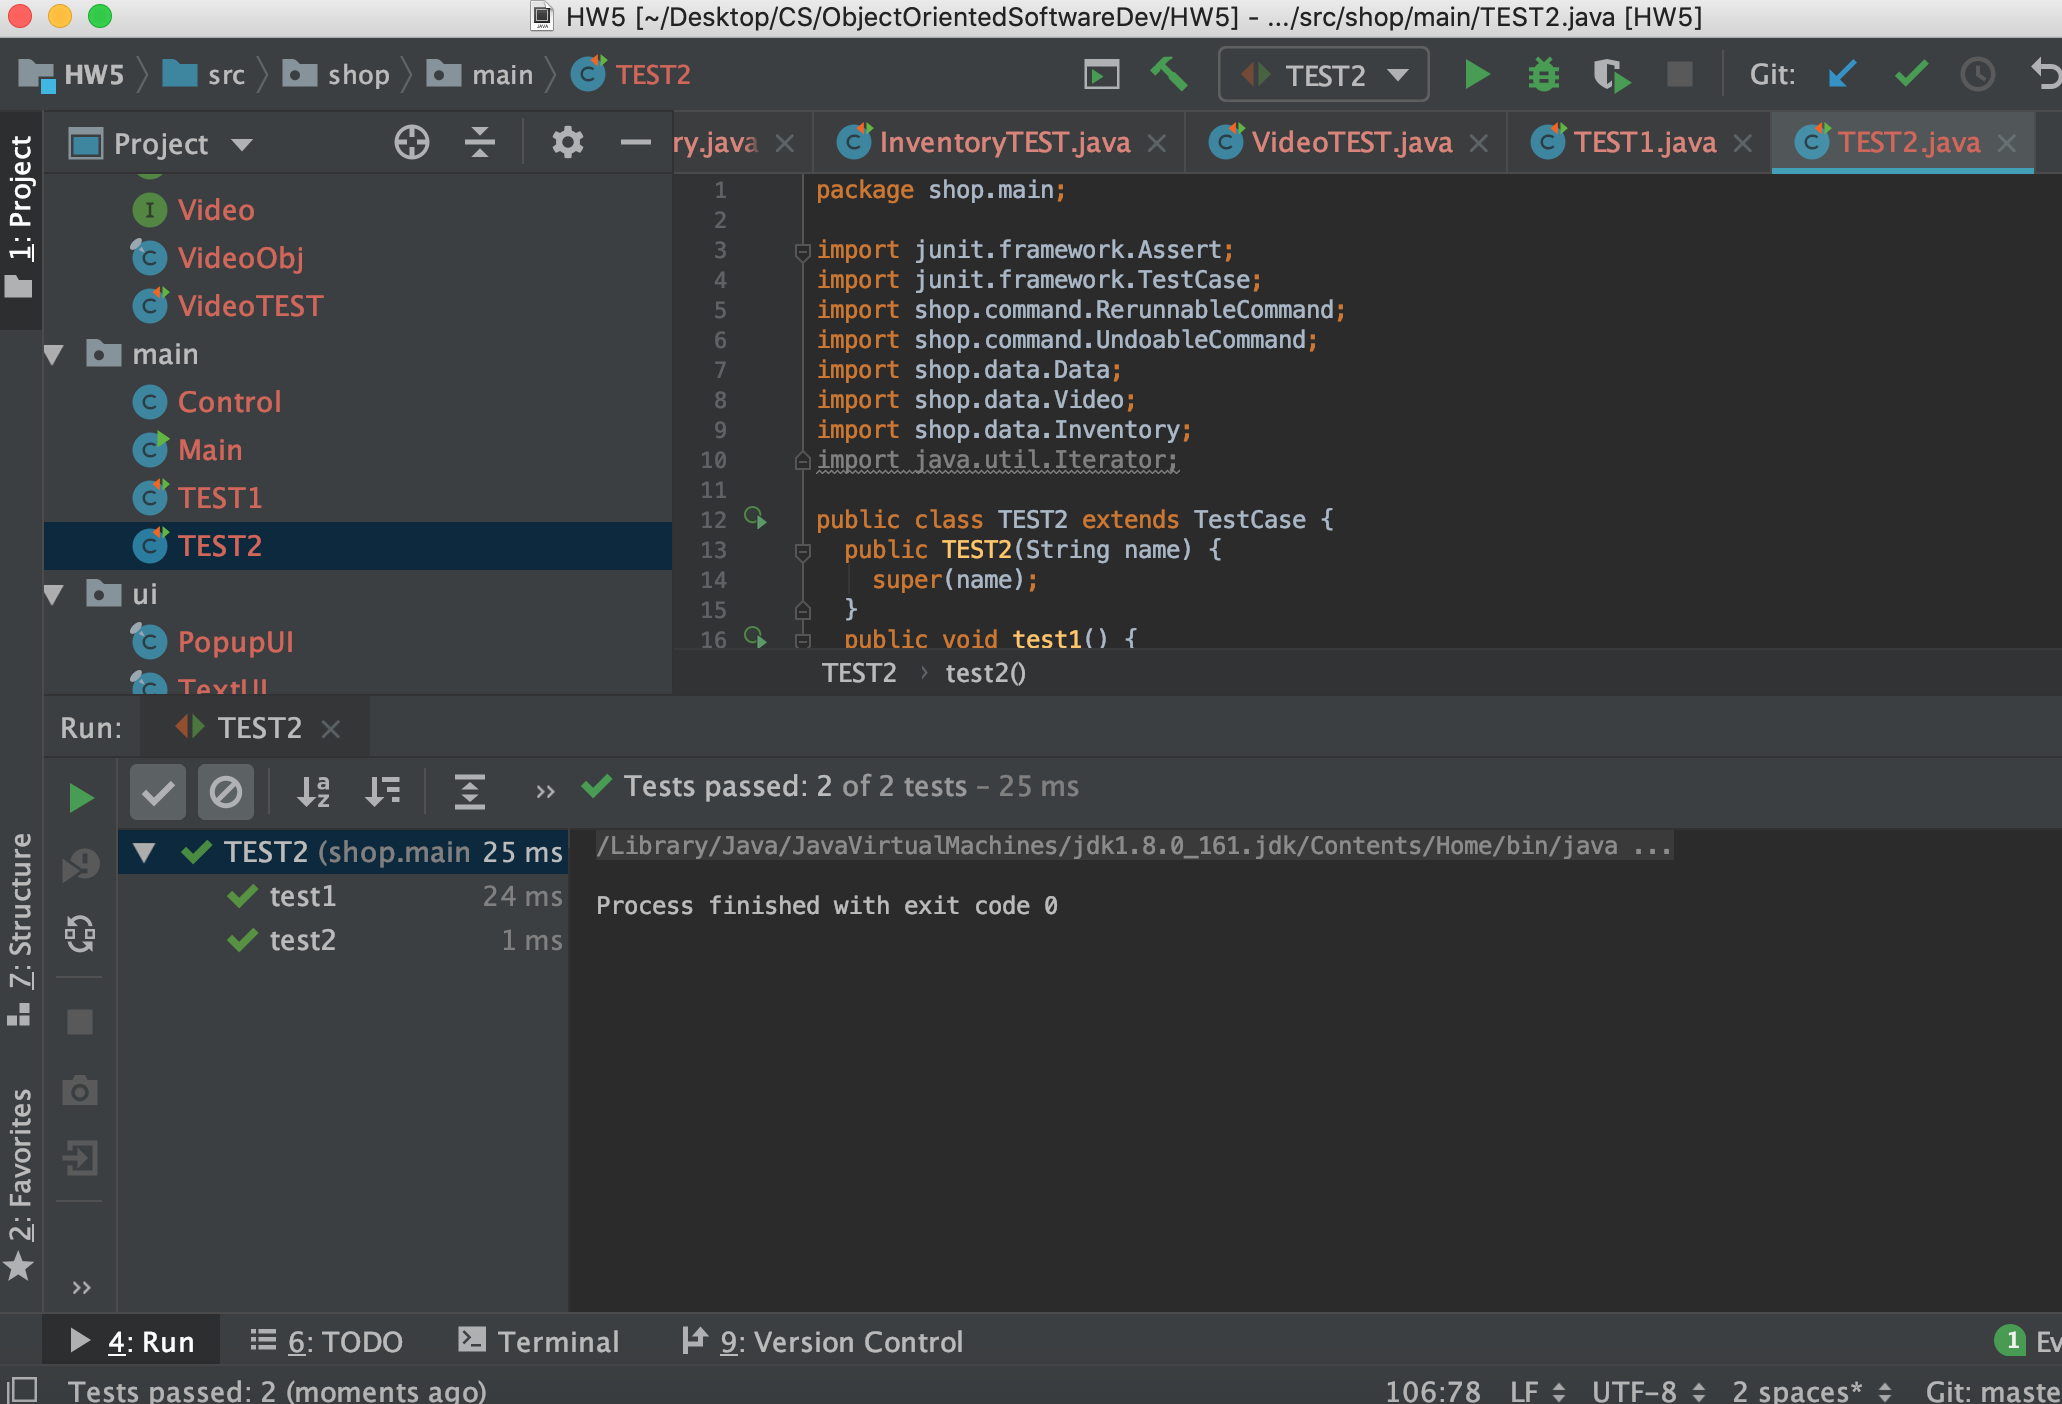 HW5 [~/Desktop/CS/ObjectOrientedSoftwareDev/HW5] - .../src/shop/main/TEST2.java [HW5]
HW5 src shop main TEST2 TEST2 Git:
1: Project
Project
ry.java InventoryTEST.java VideoTEST.java TEST1.java TEST2.java
Video
VideoObj
VideoTEST
main
Control
Main
TEST1
TEST2
ui
PopupUI
TextUI
1 package shop.main;
2
3 import junit.framework.Assert;
4 import junit.framework.TestCase;
5 import shop.command.RerunnableCommand;
6 import shop.command.UndoableCommand;
7 import shop.data.Data;
8 import shop.data.Video;
9 import shop.data.Inventory;
10 import java.util.Iterator;
11
12 public class TEST2 extends TestCase {
13 public TEST2(String name) {
14 super(name);
15 }
16 public void test1() {
TEST2 › test2()
Run: TEST2
Tests passed: 2 of 2 tests – 25 ms
TEST2 (shop.main 25 ms
test1 24 ms
test2 1 ms
/Library/Java/JavaVirtualMachines/jdk1.8.0_161.jdk/Contents/Home/bin/java ...
Process finished with exit code 0
7: Structure
2: Favorites
4: Run 6: TODO Terminal 9: Version Control 1 Ev
Tests passed: 2 (moments ago) 106:78 LF UTF-8 2 spaces* Git: maste